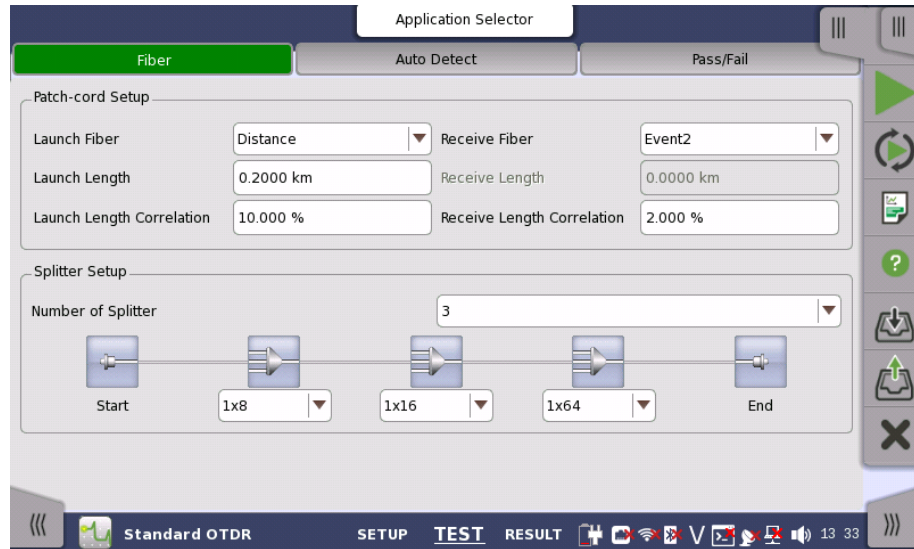 Application Selector
Fiber Auto Detect Pass/Fail
Patch-cord Setup
Launch Fiber Distance Receive Fiber Event2
Launch Length 0.2000 km Receive Length 0.0000 km
Launch Length Correlation 10.000 % Receive Length Correlation 2.000 %
Splitter Setup
Number of Splitter 3
Start 1x8 1x16 1x64 End
Standard OTDR SETUP TEST RESULT V 13 33